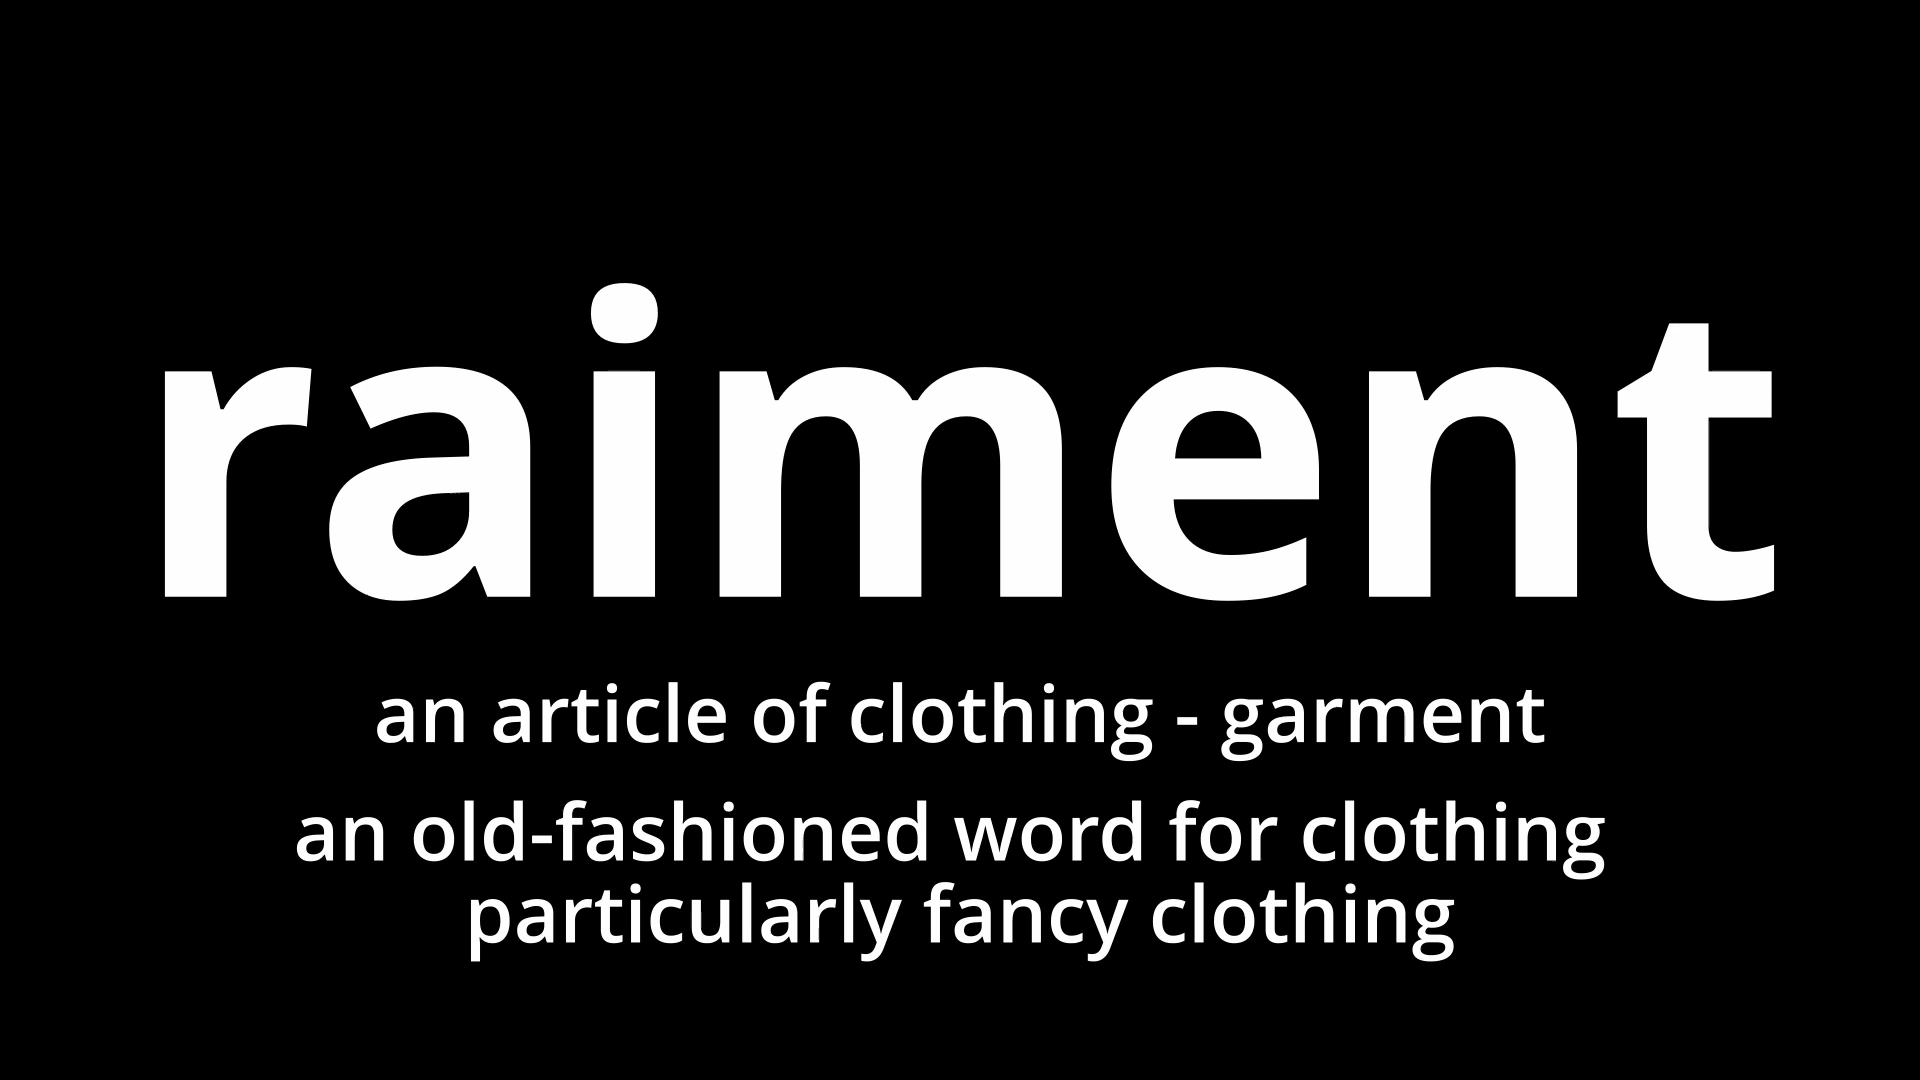 raiment
an article of clothing - garment
an old-fashioned word for clothing
particularly fancy clothing